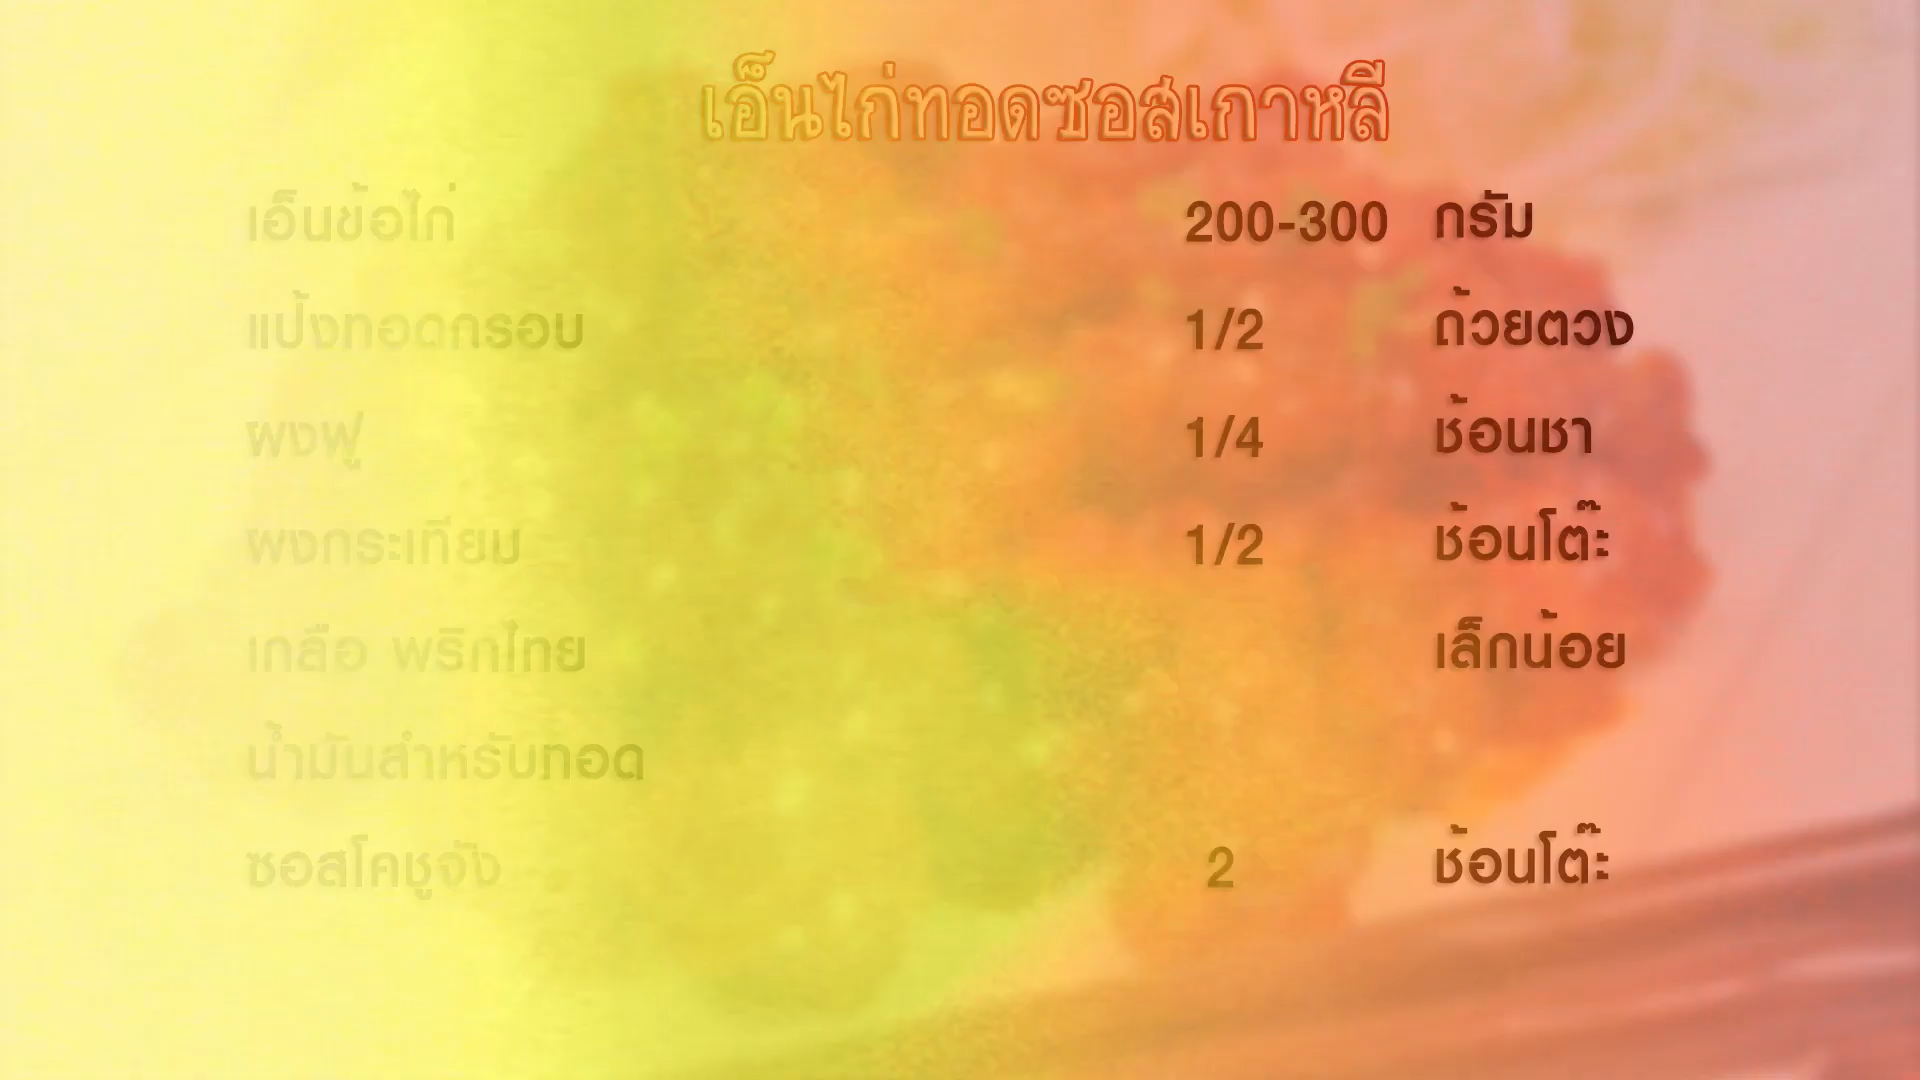 เอ็นไก่ทอดซอสเกาหลี
เอ็นข้อไก่ 200-300 กรัม
แป้งทอดกรอบ 1/2 ถ้วยตวง
ผงฟู 1/4 ช้อนชา
ผงกระเทียม 1/2 ช้อนโต๊ะ
เกลือ พริกไทย เล็กน้อย
น้ำมันสำหรับทอด
ซอสโคชูจัง 2 ช้อนโต๊ะ